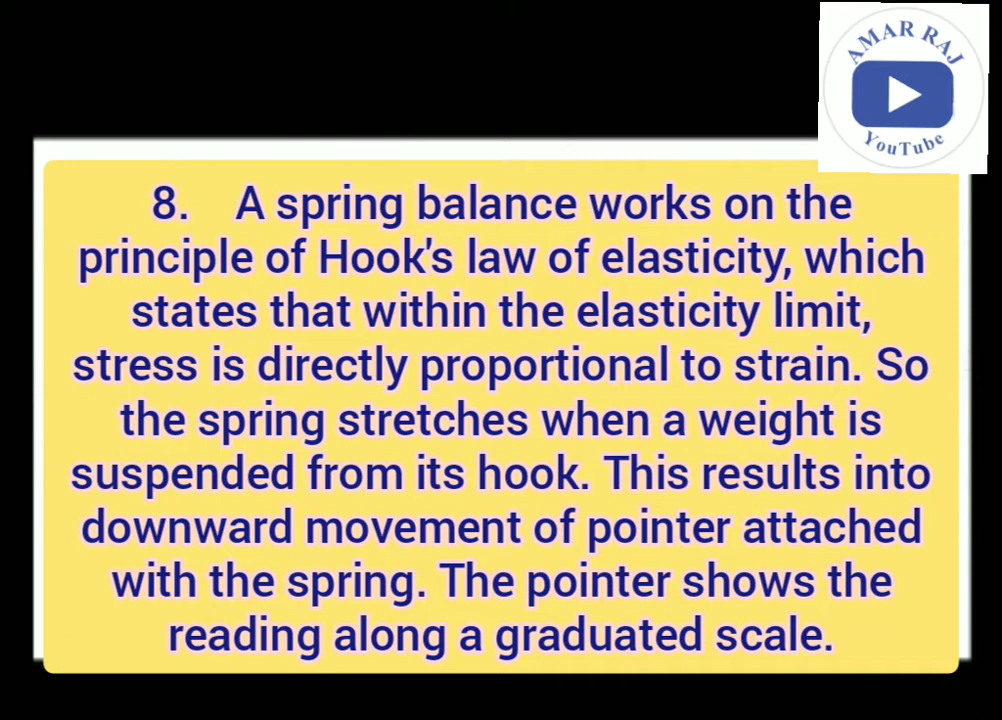 AMAR RAJ
YouTube
8. A spring balance works on the
principle of Hook's law of elasticity, which
states that within the elasticity limit,
stress is directly proportional to strain. So
the spring stretches when a weight is
suspended from its hook. This results into
downward movement of pointer attached
with the spring. The pointer shows the
reading along a graduated scale.